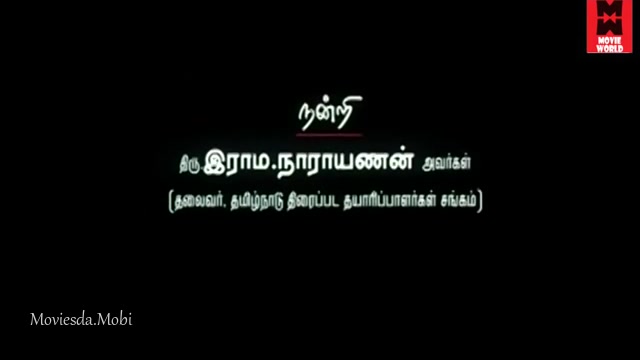 MOVIE
WORLD
நன்றி
திரு.இராம.நாராயணன் அவர்கள்
(தலைவர், தமிழ்நாடு திரைப்பட தயாரிப்பாளர்கள் சங்கம்)
Moviesda.Mobi